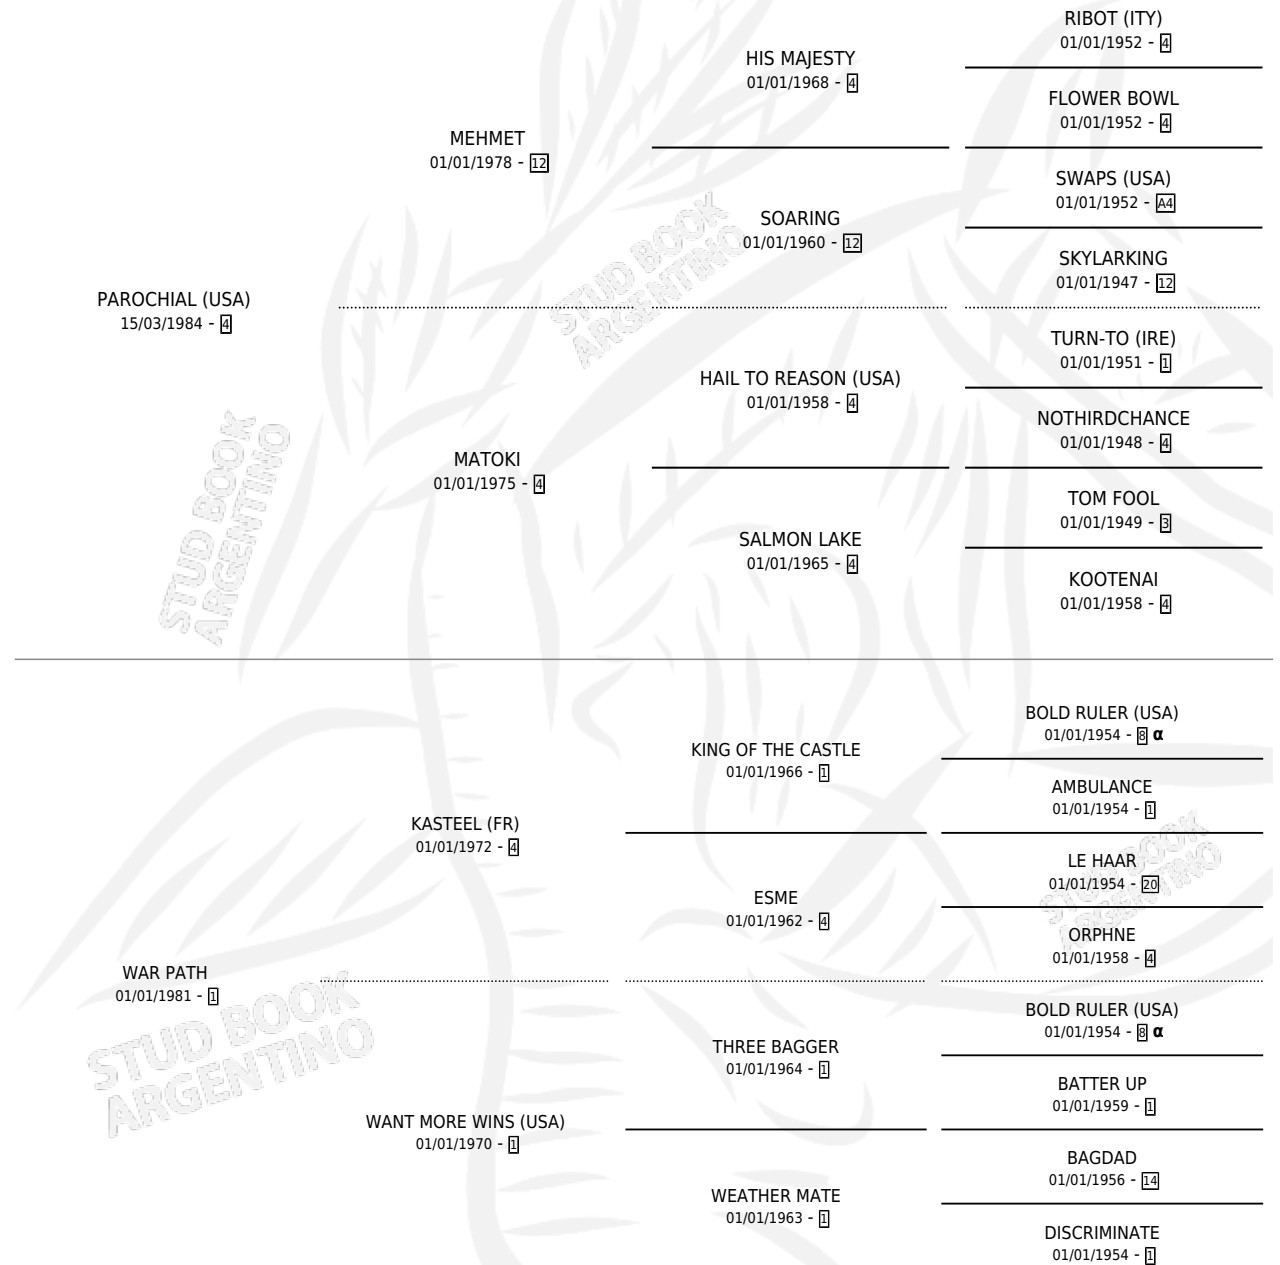 RIBOT (ITY)
01/01/1952 - 4
HIS MAJESTY
01/01/1968 - 4
FLOWER BOWL
01/01/1952 - 4
MEHMET
01/01/1978 - 12
SWAPS (USA)
01/01/1952 - A4
SOARING
01/01/1960 - 12
SKYLARKING
01/01/1947 - 12
PAROCHIAL (USA)
15/03/1984 - 4
TURN-TO (IRE)
01/01/1951 - 1
HAIL TO REASON (USA)
01/01/1958 - 4
NOTHIRDCHANCE
01/01/1948 - 4
MATOKI
01/01/1975 - 4
TOM FOOL
01/01/1949 - 3
SALMON LAKE
01/01/1965 - 4
KOOTENAI
01/01/1958 - 4
BOLD RULER (USA)
01/01/1954 - 8 α
KING OF THE CASTLE
01/01/1966 - 1
AMBULANCE
01/01/1954 - 1
KASTEEL (FR)
01/01/1972 - 4
LE HAAR
01/01/1954 - 20
ESME
01/01/1962 - 4
ORPHNE
01/01/1958 - 4
WAR PATH
01/01/1981 - 1
BOLD RULER (USA)
01/01/1954 - 8 α
THREE BAGGER
01/01/1964 - 1
BATTER UP
01/01/1959 - 1
WANT MORE WINS (USA)
01/01/1970 - 1
BAGDAD
01/01/1956 - 14
WEATHER MATE
01/01/1963 - 1
DISCRIMINATE
01/01/1954 - 1
STUD BOOK
ARGENTINO
STUD BOOK
ARGENTINO
STUD BOOK
ARGENTINO
STUD BOOK
ARGENTINO